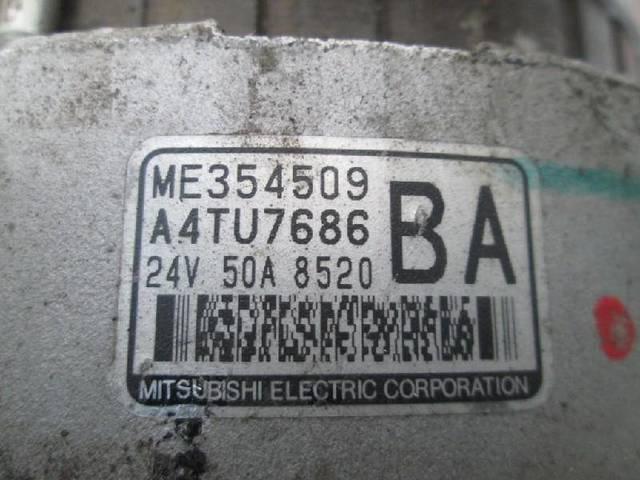 ME354509
A4TU7686
BA
24V 50A 8520
MITSUBISHI ELECTRIC CORPORATION